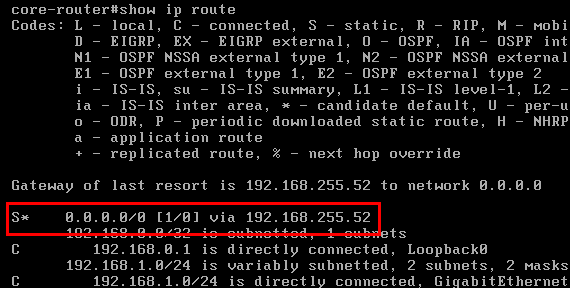 core-router#show ip route
Codes: L - local, C - connected, S - static, R - RIP, M - mobi
D - EIGRP, EX - EIGRP external, O - OSPF, IA - OSPF int
N1 - OSPF NSSA external type 1, N2 - OSPF NSSA external
E1 - OSPF external type 1, E2 - OSPF external type 2
i - IS-IS, su - IS-IS summary, L1 - IS-IS level-1, L2 -
ia - IS-IS inter area, * - candidate default, U - per-u
o - ODR, P - periodic downloaded static route, H - NHRP
a - application route
+ - replicated route, % - next hop override
Gateway of last resort is 192.168.255.52 to network 0.0.0.0
S* 0.0.0.0/0 [1/0] via 192.168.255.52
192.168.0.0/32 is subnetted, 1 subnets
C 192.168.0.1 is directly connected, Loopback0
192.168.1.0/24 is variably subnetted, 2 subnets, 2 masks
C 192.168.1.0/24 is directly connected, GigabitEthernet